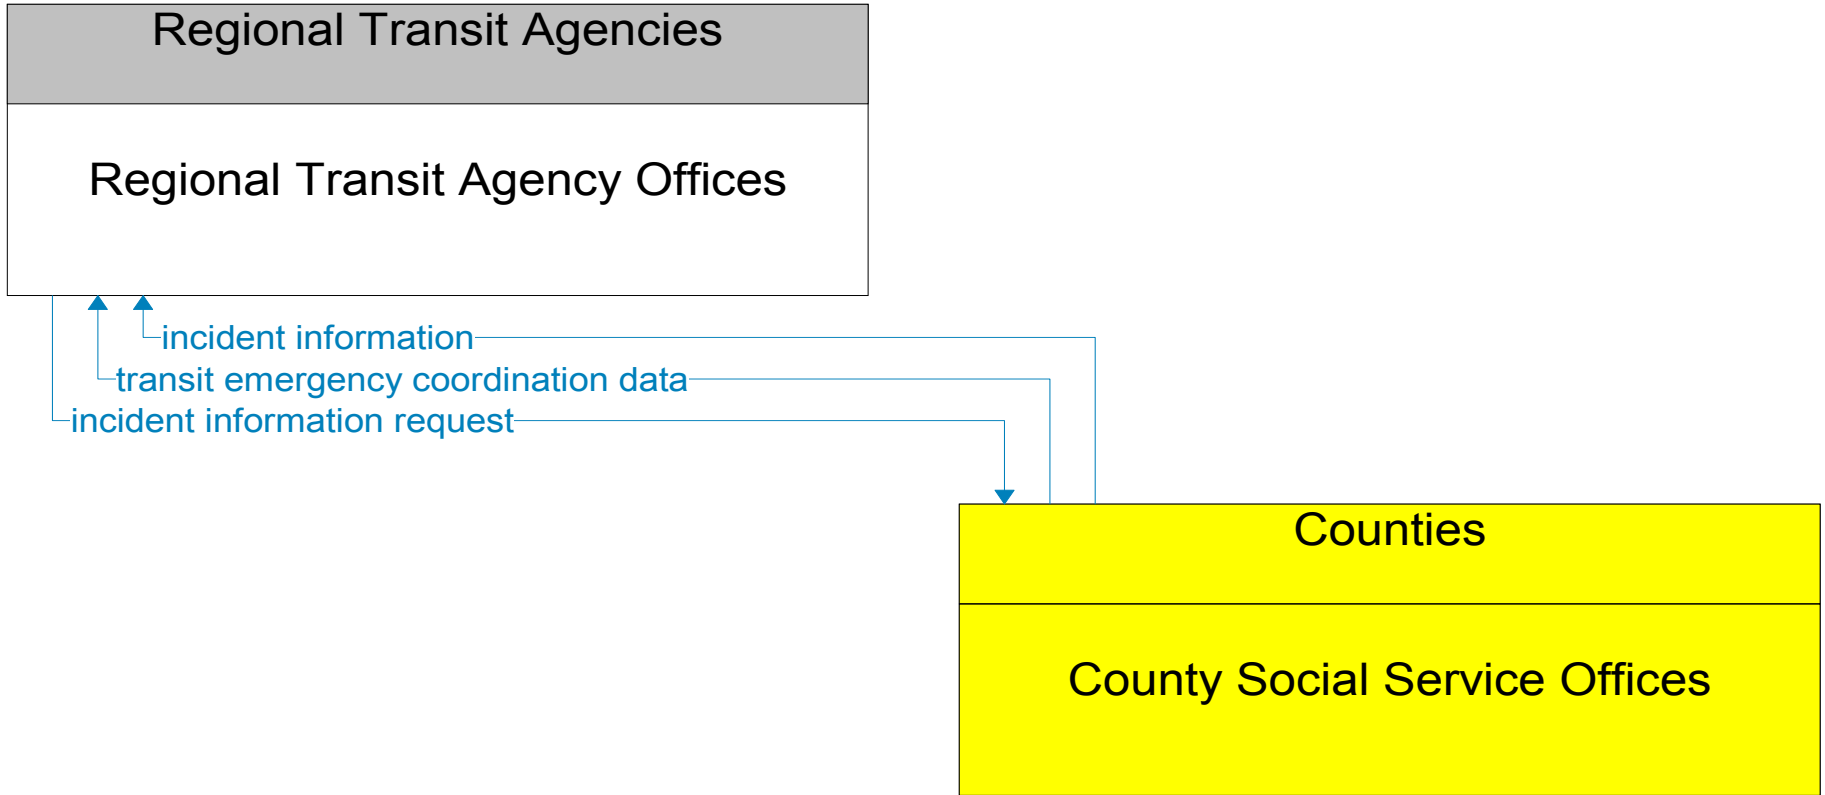 Regional Transit Agencies
Regional Transit Agency Offices
incident information
transit emergency coordination data
incident information request
Counties
County Social Service Offices